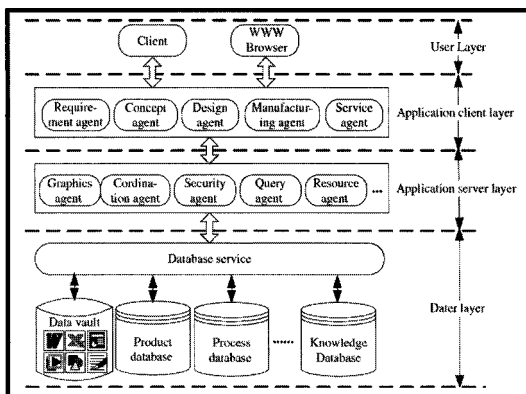 Client
WWW
Browser
User Layer
Require-
ment agent
Concept
agent
Design
agent
Manufactur-
ing agent
Service
agent
Application client layer
Graphics
agent
Cordina-
tion agent
Security
agent
Query
agent
Resource
agent
...
Application server layer
Database service
Data vault
Product
database
Process
database
......
Knowledge
Database
Dater layer